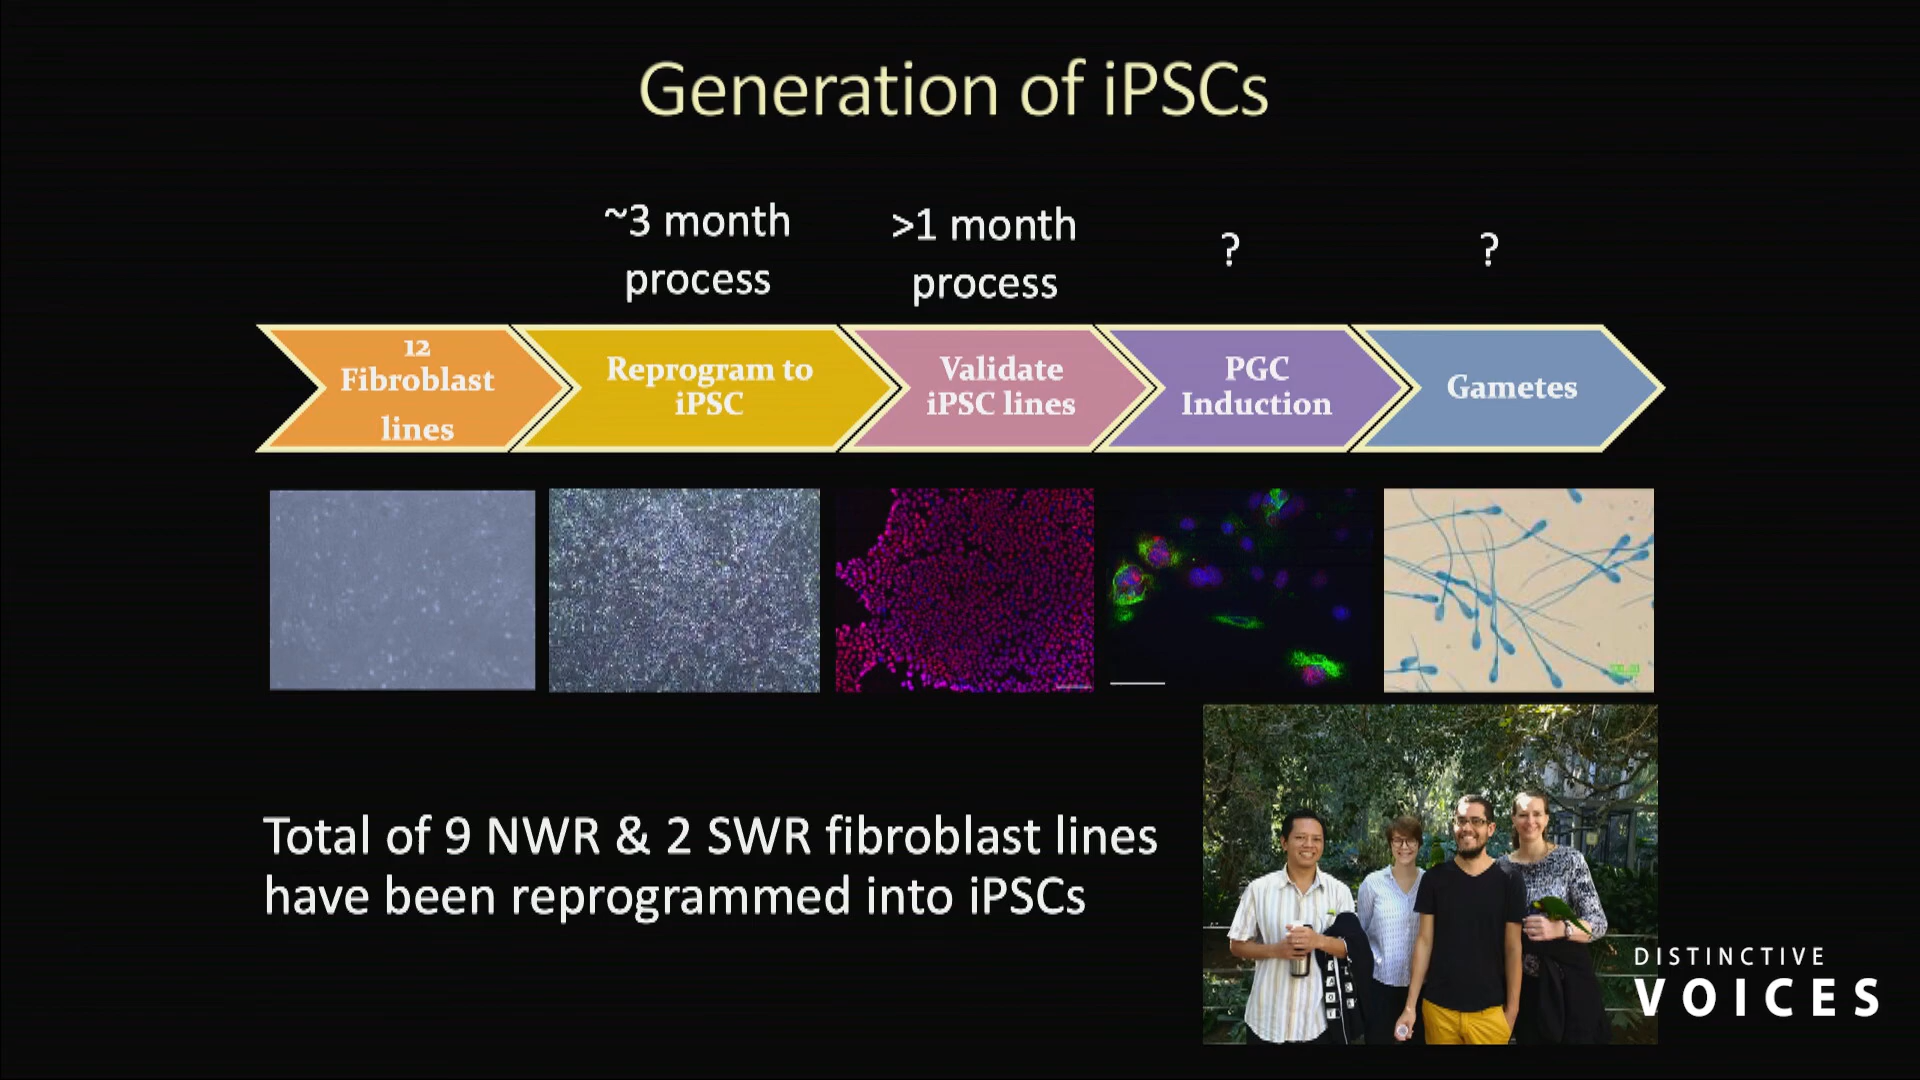 Generation of iPSCs
~3 month
process
>1 month
process
?
?
12
Fibroblast
lines
Reprogram to
iPSC
Validate
iPSC lines
PGC
Induction
Gametes
Total of 9 NWR & 2 SWR fibroblast lines
have been reprogrammed into iPSCs
DISTINCTIVE
VOICES